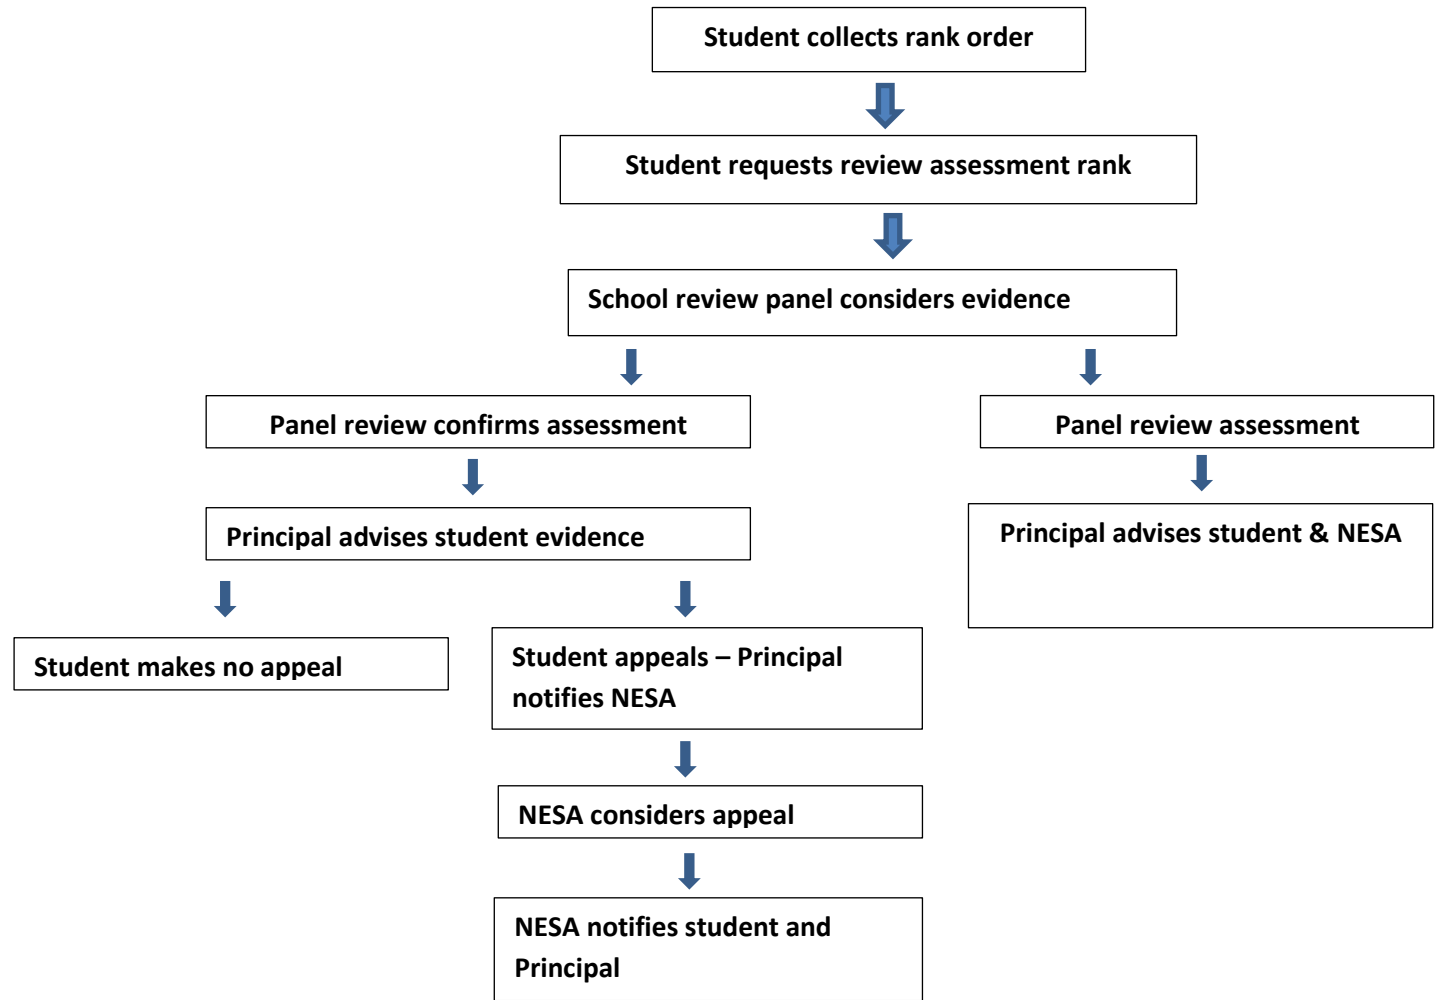 Student collects rank order
Student requests review assessment rank
School review panel considers evidence
Panel review confirms assessment
Panel review assessment
Principal advises student evidence
Principal advises student & NESA
Student makes no appeal
Student appeals – Principal
notifies NESA
NESA considers appeal
NESA notifies student and
Principal